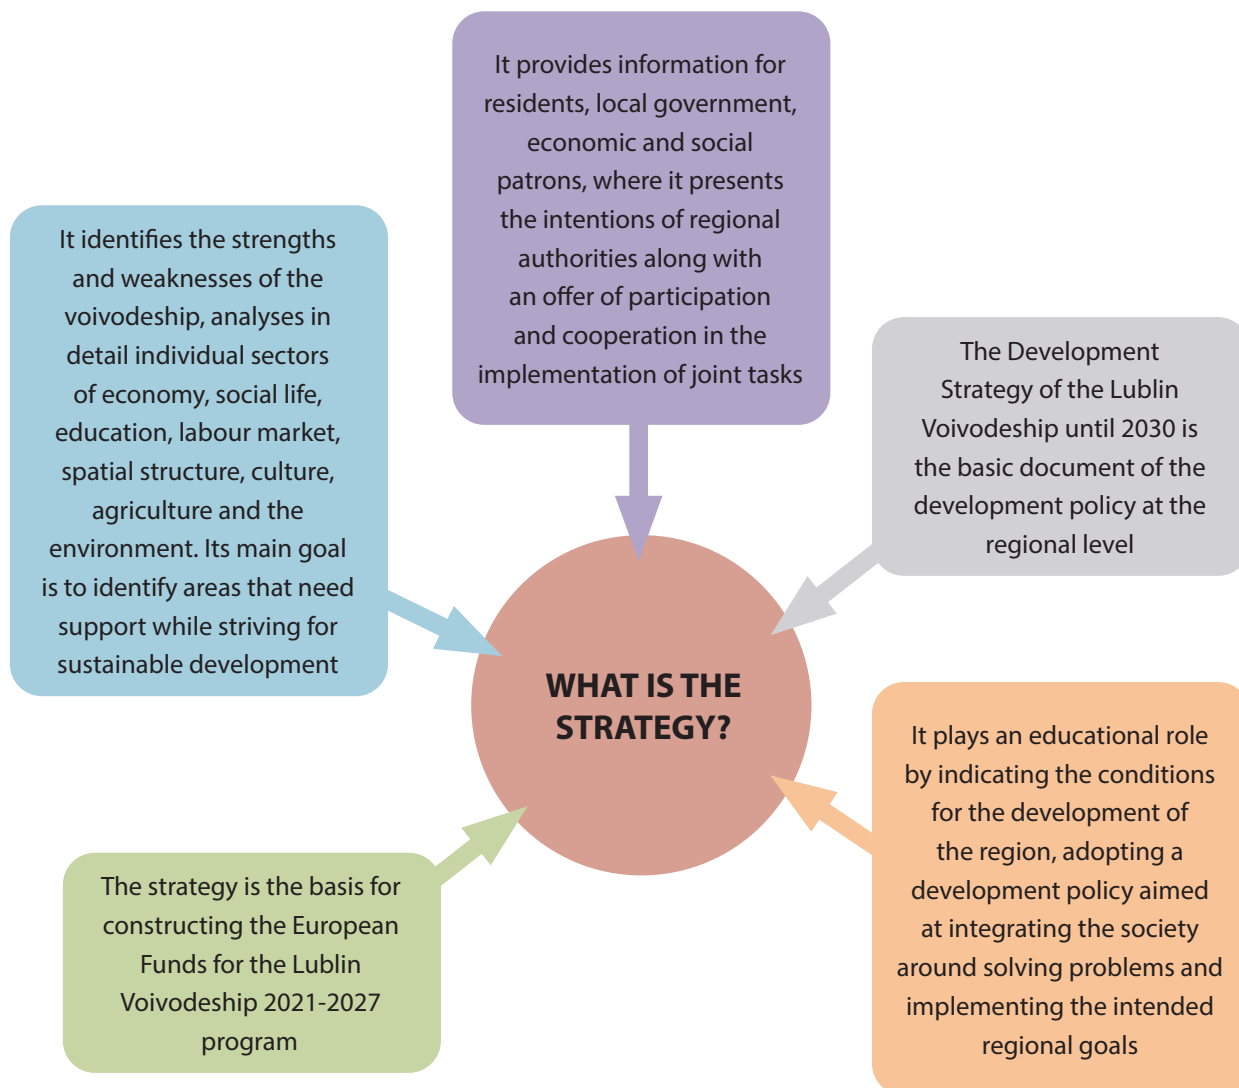 It provides information for
residents, local government,
economic and social
patrons, where it presents
the intentions of regional
authorities along with
an offer of participation
and cooperation in the
implementation of joint tasks
It identifies the strengths
and weaknesses of the
voivodeship, analyses in
detail individual sectors
of economy, social life,
education, labour market,
spatial structure, culture,
agriculture and the
environment. Its main goal
is to identify areas that need
support while striving for
sustainable development
The Development
Strategy of the Lublin
Voivodeship until 2030 is
the basic document of the
development policy at the
regional level
WHAT IS THE
STRATEGY?
It plays an educational role
by indicating the conditions
for the development of
the region, adopting a
development policy aimed
at integrating the society
around solving problems and
implementing the intended
regional goals
The strategy is the basis for
constructing the European
Funds for the Lublin
Voivodeship 2021-2027
program